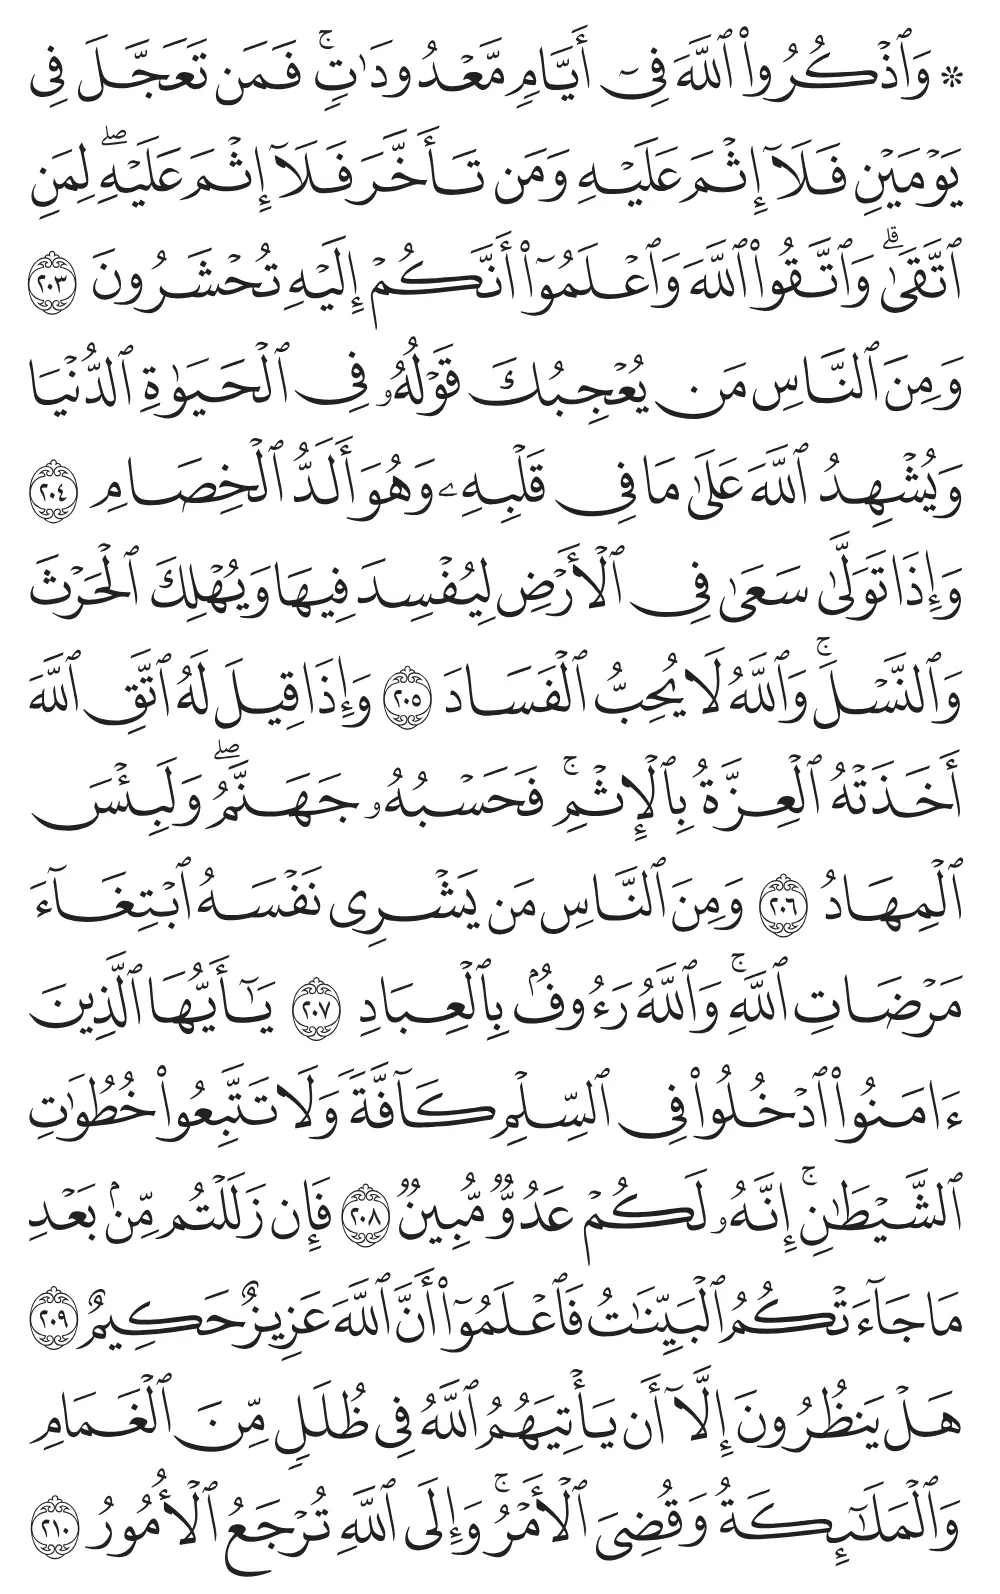 ۞ وَٱذۡكُرُواْ ٱللَّهَ فِيٓ أَيَّامٖ مَّعۡدُودَٰتٖۚ فَمَن تَعَجَّلَ فِي
يَوۡمَيۡنِ فَلَآ إِثۡمَ عَلَيۡهِ وَمَن تَأَخَّرَ فَلَآ إِثۡمَ عَلَيۡهِۖ لِمَنِ
ٱتَّقَىٰۗ وَٱتَّقُواْ ٱللَّهَ وَٱعۡلَمُوٓاْ أَنَّكُمۡ إِلَيۡهِ تُحۡشَرُونَ ٢٠٣
وَمِنَ ٱلنَّاسِ مَن يُعۡجِبُكَ قَوۡلُهُۥ فِي ٱلۡحَيَوٰةِ ٱلدُّنۡيَا
وَيُشۡهِدُ ٱللَّهَ عَلَىٰ مَا فِي قَلۡبِهِۦ وَهُوَ أَلَدُّ ٱلۡخِصَامِ ٢٠٤
وَإِذَا تَوَلَّىٰ سَعَىٰ فِي ٱلۡأَرۡضِ لِيُفۡسِدَ فِيهَا وَيُهۡلِكَ ٱلۡحَرۡثَ
وَٱلنَّسۡلَۚ وَٱللَّهُ لَا يُحِبُّ ٱلۡفَسَادَ ٢٠٥ وَإِذَا قِيلَ لَهُ ٱتَّقِ ٱللَّهَ
أَخَذَتۡهُ ٱلۡعِزَّةُ بِٱلۡإِثۡمِۚ فَحَسۡبُهُۥ جَهَنَّمُۖ وَلَبِئۡسَ
ٱلۡمِهَادُ ٢٠٦ وَمِنَ ٱلنَّاسِ مَن يَشۡرِي نَفۡسَهُ ٱبۡتِغَآءَ
مَرۡضَاتِ ٱللَّهِۚ وَٱللَّهُ رَءُوفُۢ بِٱلۡعِبَادِ ٢٠٧ يَٰٓأَيُّهَا ٱلَّذِينَ
ءَامَنُواْ ٱدۡخُلُواْ فِي ٱلسِّلۡمِ كَآفَّةٗ وَلَا تَتَّبِعُواْ خُطُوَٰتِ
ٱلشَّيۡطَٰنِۚ إِنَّهُۥ لَكُمۡ عَدُوّٞ مُّبِينٞ ٢٠٨ فَإِن زَلَلۡتُم مِّنۢ بَعۡدِ
مَا جَآءَتۡكُمُ ٱلۡبَيِّنَٰتُ فَٱعۡلَمُوٓاْ أَنَّ ٱللَّهَ عَزِيزٌ حَكِيمٌ ٢٠٩
هَلۡ يَنظُرُونَ إِلَّآ أَن يَأۡتِيَهُمُ ٱللَّهُ فِي ظُلَلٖ مِّنَ ٱلۡغَمَامِ
وَٱلۡمَلَٰٓئِكَةُ وَقُضِيَ ٱلۡأَمۡرُۚ وَإِلَى ٱللَّهِ تُرۡجَعُ ٱلۡأُمُورُ ٢١٠